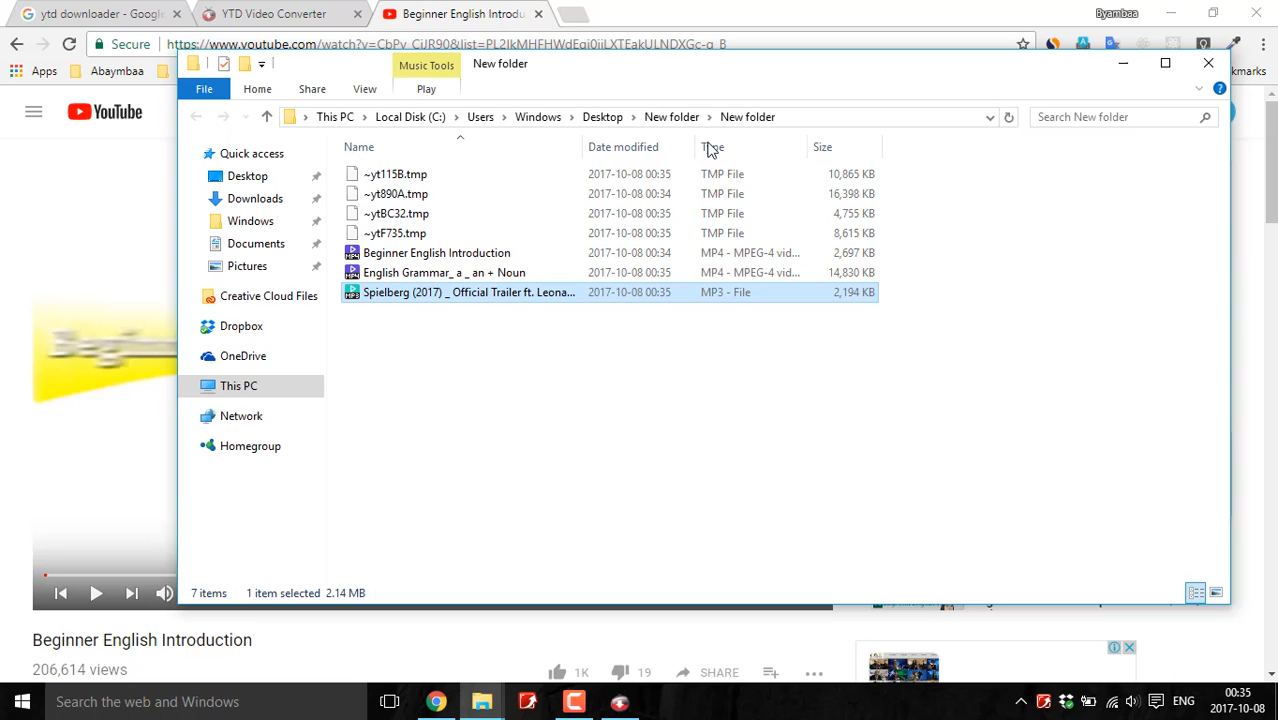 ytd downloader - Google
YTD Video Converter
Beginner English Introdu
Byambaa
Secure
https://www.youtube.com/watch?v=CbPv_CiJR90&list=PL2IkMHFHWdEqi0iiLXTEakULNDXGc-g_B
Apps
Abaymbaa
kmarks
Music Tools
New folder
File
Home
Share
View
Play
This PC
Local Disk (C:)
Users
Windows
Desktop
New folder
New folder
Search New folder
YouTube
Quick access
Desktop
Downloads
Windows
Documents
Pictures
Creative Cloud Files
Dropbox
OneDrive
This PC
Network
Homegroup
Name Date modified Type Size
~yt115B.tmp 2017-10-08 00:35 TMP File 10,865 KB
~yt890A.tmp 2017-10-08 00:34 TMP File 16,398 KB
~ytBC32.tmp 2017-10-08 00:35 TMP File 4,755 KB
~ytF735.tmp 2017-10-08 00:35 TMP File 8,615 KB
Beginner English Introduction 2017-10-08 00:34 MP4 - MPEG-4 vid... 2,697 KB
English Grammar_ a _ an + Noun 2017-10-08 00:35 MP4 - MPEG-4 vid... 14,830 KB
Spielberg (2017) _ Official Trailer ft. Leona... 2017-10-08 00:35 MP3 - File 2,194 KB
7 items 1 item selected 2.14 MB
Beginner English Introduction
206,614 views
1K
19
SHARE
Search the web and Windows
ENG
00:35
2017-10-08